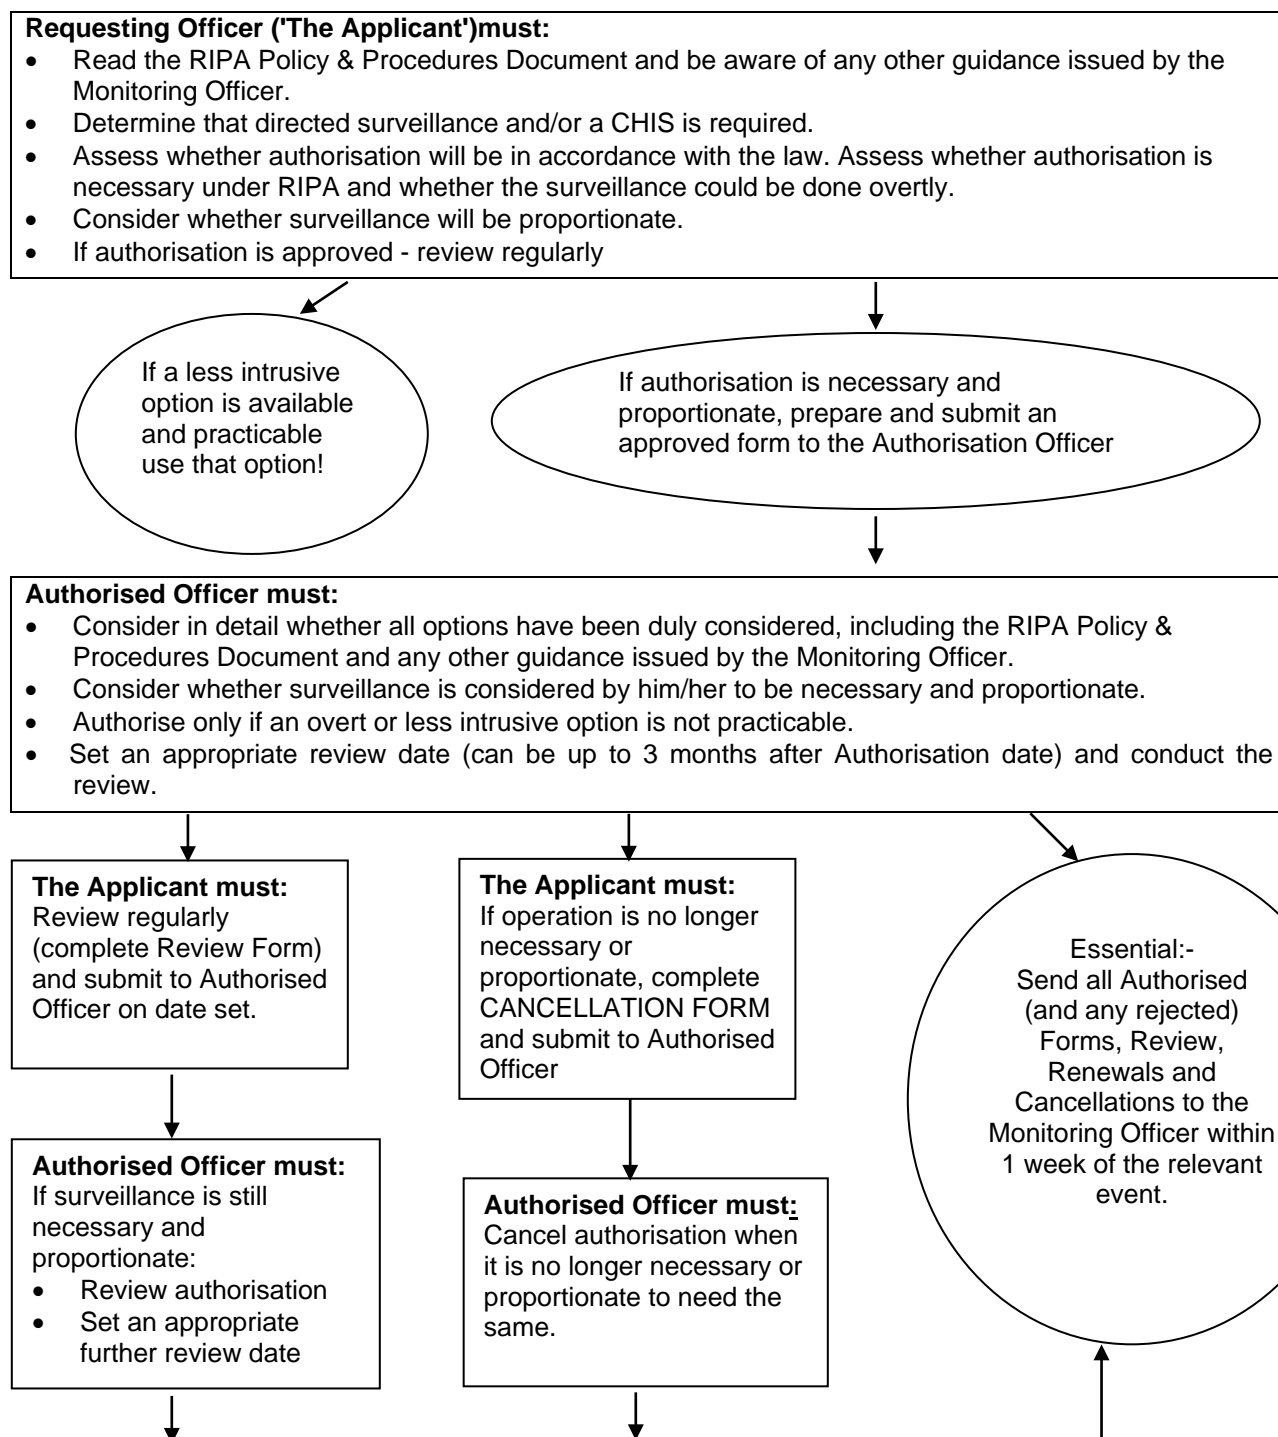 Requesting Officer ('The Applicant')must:
• Read the RIPA Policy & Procedures Document and be aware of any other guidance issued by the
Monitoring Officer.
• Determine that directed surveillance and/or a CHIS is required.
• Assess whether authorisation will be in accordance with the law. Assess whether authorisation is
necessary under RIPA and whether the surveillance could be done overtly.
• Consider whether surveillance will be proportionate.
• If authorisation is approved - review regularly
If a less intrusive
option is available
and practicable
use that option!
If authorisation is necessary and
proportionate, prepare and submit an
approved form to the Authorisation Officer
Authorised Officer must:
• Consider in detail whether all options have been duly considered, including the RIPA Policy &
Procedures Document and any other guidance issued by the Monitoring Officer.
• Consider whether surveillance is considered by him/her to be necessary and proportionate.
• Authorise only if an overt or less intrusive option is not practicable.
• Set an appropriate review date (can be up to 3 months after Authorisation date) and conduct the
review.
The Applicant must:
Review regularly
(complete Review Form)
and submit to Authorised
Officer on date set.
The Applicant must:
If operation is no longer
necessary or
proportionate, complete
CANCELLATION FORM
and submit to Authorised
Officer
Essential:-
Send all Authorised
(and any rejected)
Forms, Review,
Renewals and
Cancellations to the
Monitoring Officer within
1 week of the relevant
event.
Authorised Officer must:
If surveillance is still
necessary and
proportionate:
• Review authorisation
• Set an appropriate
further review date
Authorised Officer must:
Cancel authorisation when
it is no longer necessary or
proportionate to need the
same.